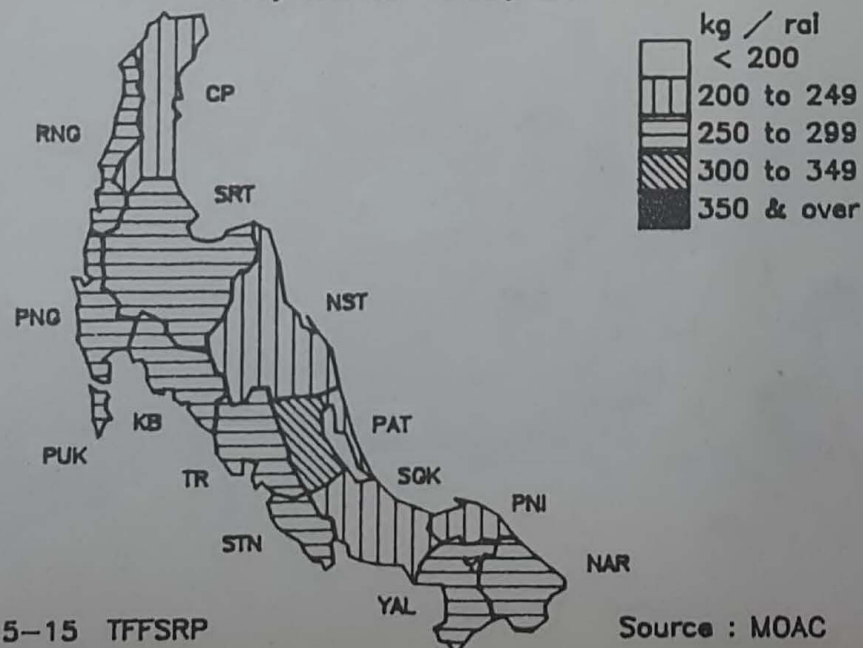 kg / rai
< 200
200 to 249
250 to 299
300 to 349
350 & over
CP
RNG
SRT
NST
PNG
KB
PAT
PUK
TR
SGK
PNI
STN
NAR
YAL
5-15 TFFSRP
Source : MOAC